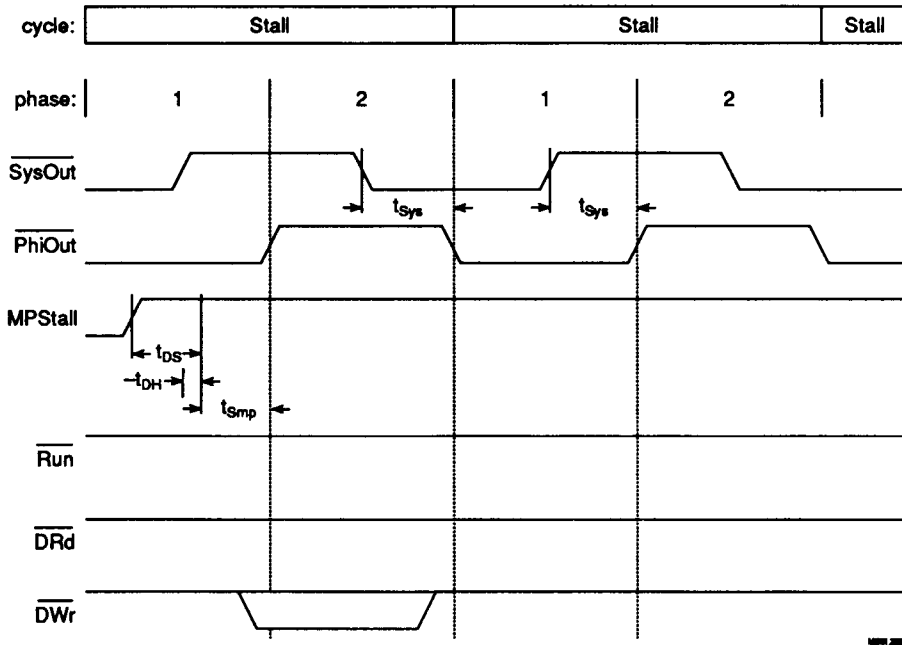 cycle: Stall Stall Stall
phase: 1 2 1 2
SysOut
tSys tSys
PhiOut
MPStall
tDS
–tDH
tSmp
Run
DRd
DWr